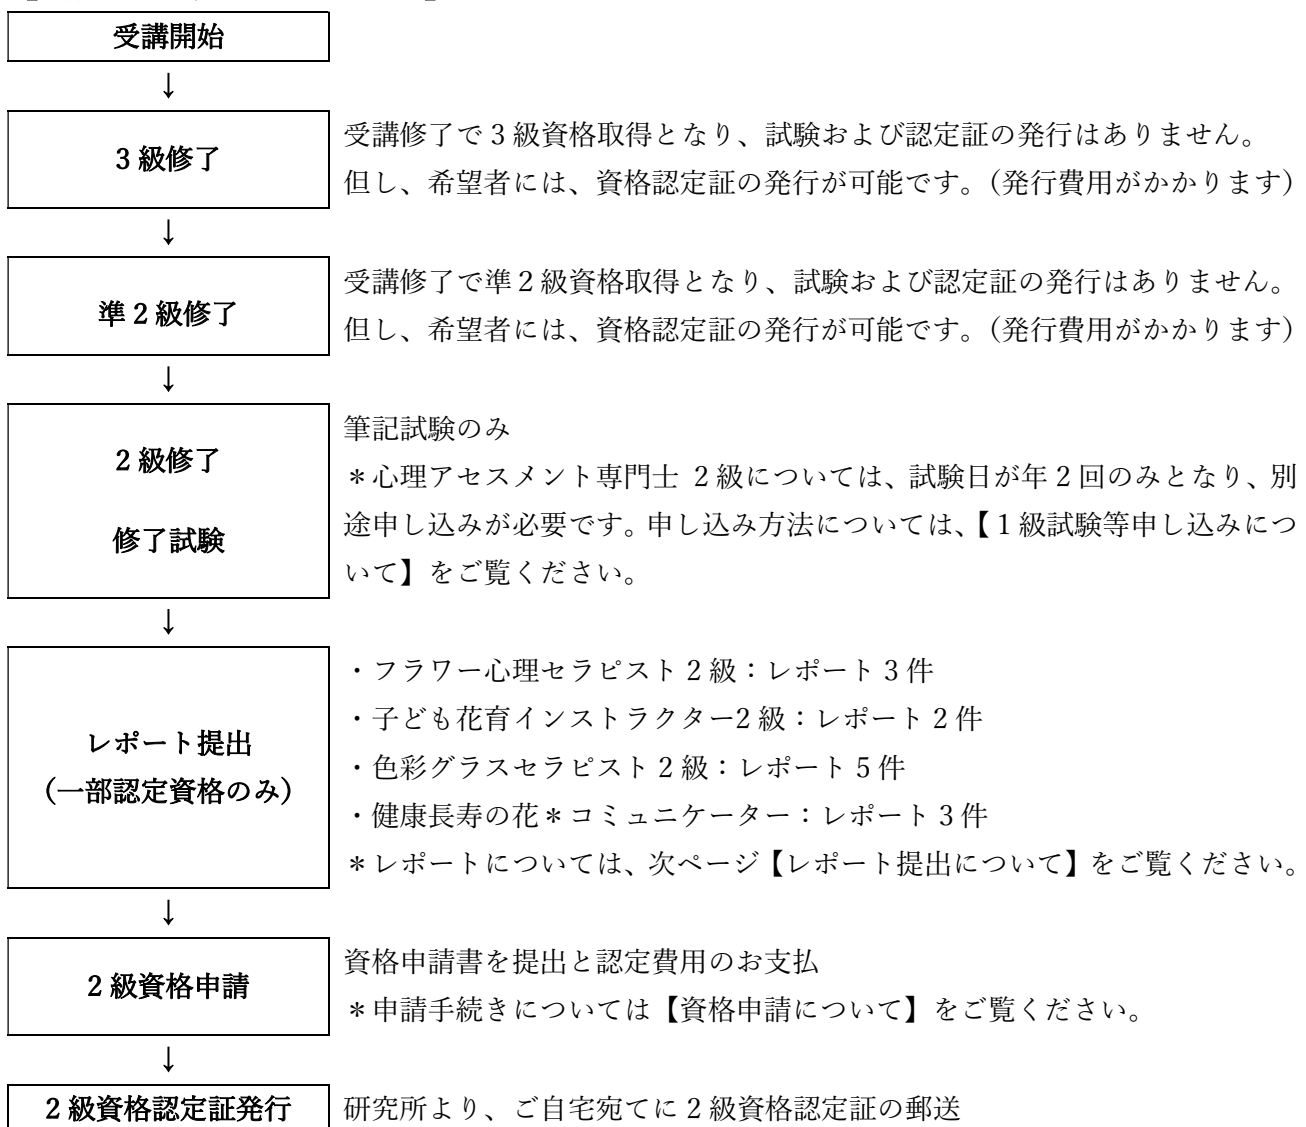 受講開始
↓
3級修了
受講修了で3級資格取得となり、試験および認定証の発行はありません。
但し、希望者には、資格認定証の発行が可能です。(発行費用がかかります)
↓
準2級修了
受講修了で準2級資格取得となり、試験および認定証の発行はありません。
但し、希望者には、資格認定証の発行が可能です。(発行費用がかかります)
↓
2級修了
修了試験
筆記試験のみ
＊心理アセスメント専門士 2級については、試験日が年2回のみとなり、別
途申し込みが必要です。申し込み方法については、【1級試験等申し込みにつ
いて】をご覧ください。
↓
レポート提出
(一部認定資格のみ)
・フラワー心理セラピスト2級：レポート3件
・子ども花育インストラクター2級：レポート2件
・色彩グラスセラピスト2級：レポート5件
・健康長寿の花＊コミュニケーター：レポート3件
＊レポートについては、次ページ【レポート提出について】をご覧ください。
↓
2級資格申請
資格申請書を提出と認定費用のお支払
＊申請手続きについては【資格申請について】をご覧ください。
↓
2級資格認定証発行
研究所より、ご自宅宛てに2級資格認定証の郵送